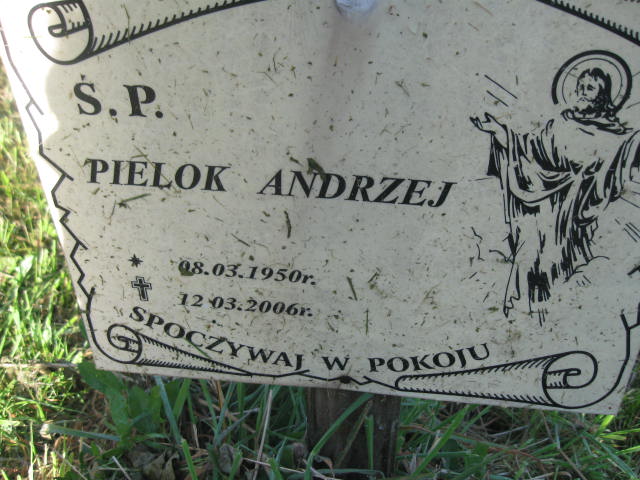 Ś.P.
PIELOK ANDRZEJ
08.03.1950r.
12 03.2006r.
SPOCZYWAJ W POKOJU